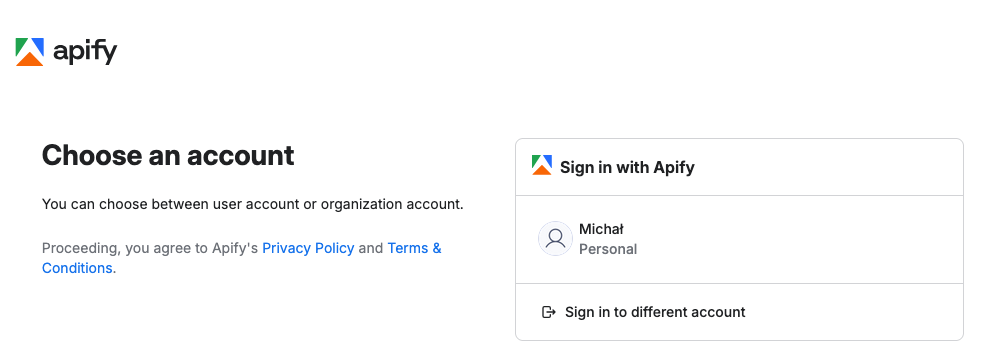 apify
Choose an account
You can choose between user account or organization account.
Proceeding, you agree to Apify's Privacy Policy and Terms &
Conditions.
Sign in with Apify
Michał
Personal
Sign in to different account